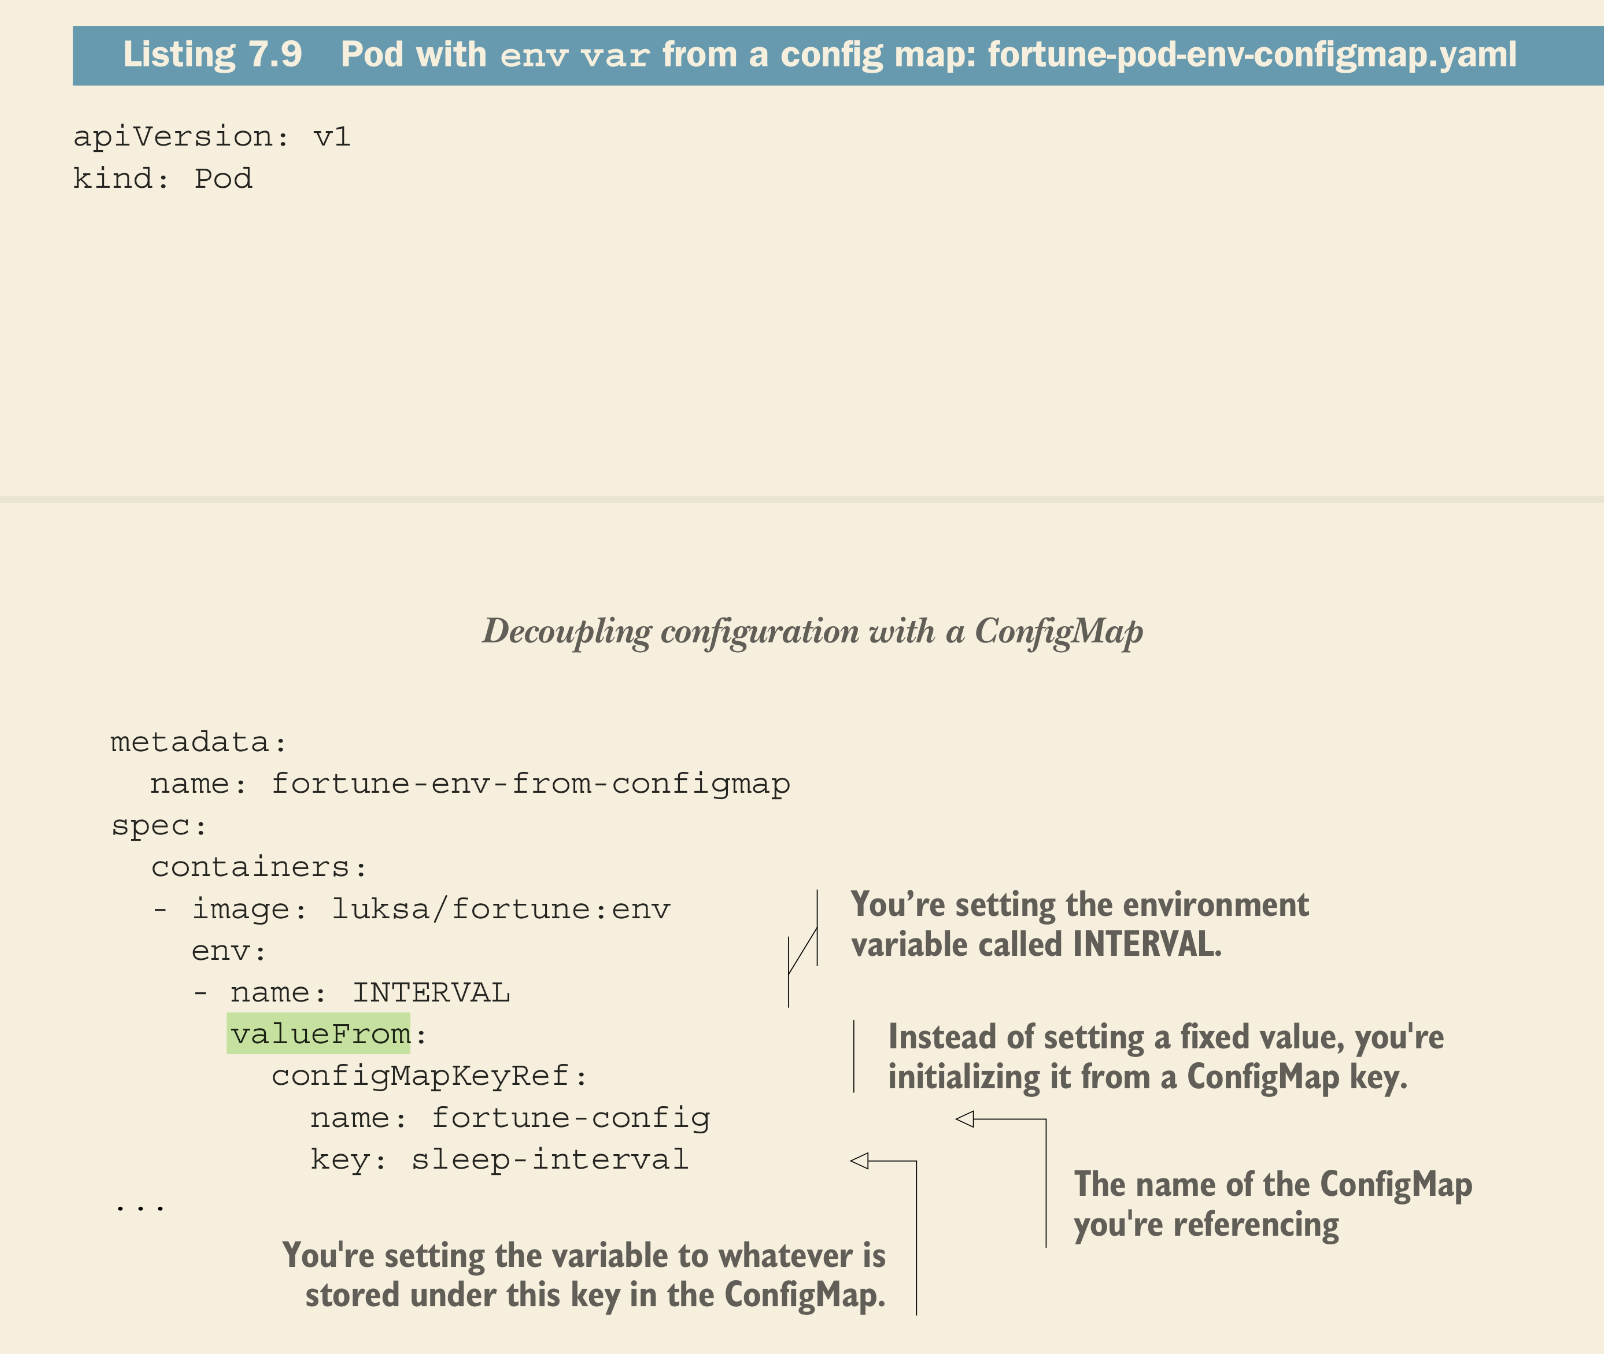 Listing 7.9 Pod with env var from a config map: fortune-pod-env-configmap.yaml
apiVersion: v1
kind: Pod
Decoupling configuration with a ConfigMap
metadata:
  name: fortune-env-from-configmap
spec:
  containers:
  - image: luksa/fortune:env
    env:
    - name: INTERVAL
      valueFrom:
        configMapKeyRef:
          name: fortune-config
          key: sleep-interval
...
You’re setting the environment
variable called INTERVAL.
Instead of setting a fixed value, you're
initializing it from a ConfigMap key.
The name of the ConfigMap
you're referencing
You're setting the variable to whatever is
stored under this key in the ConfigMap.